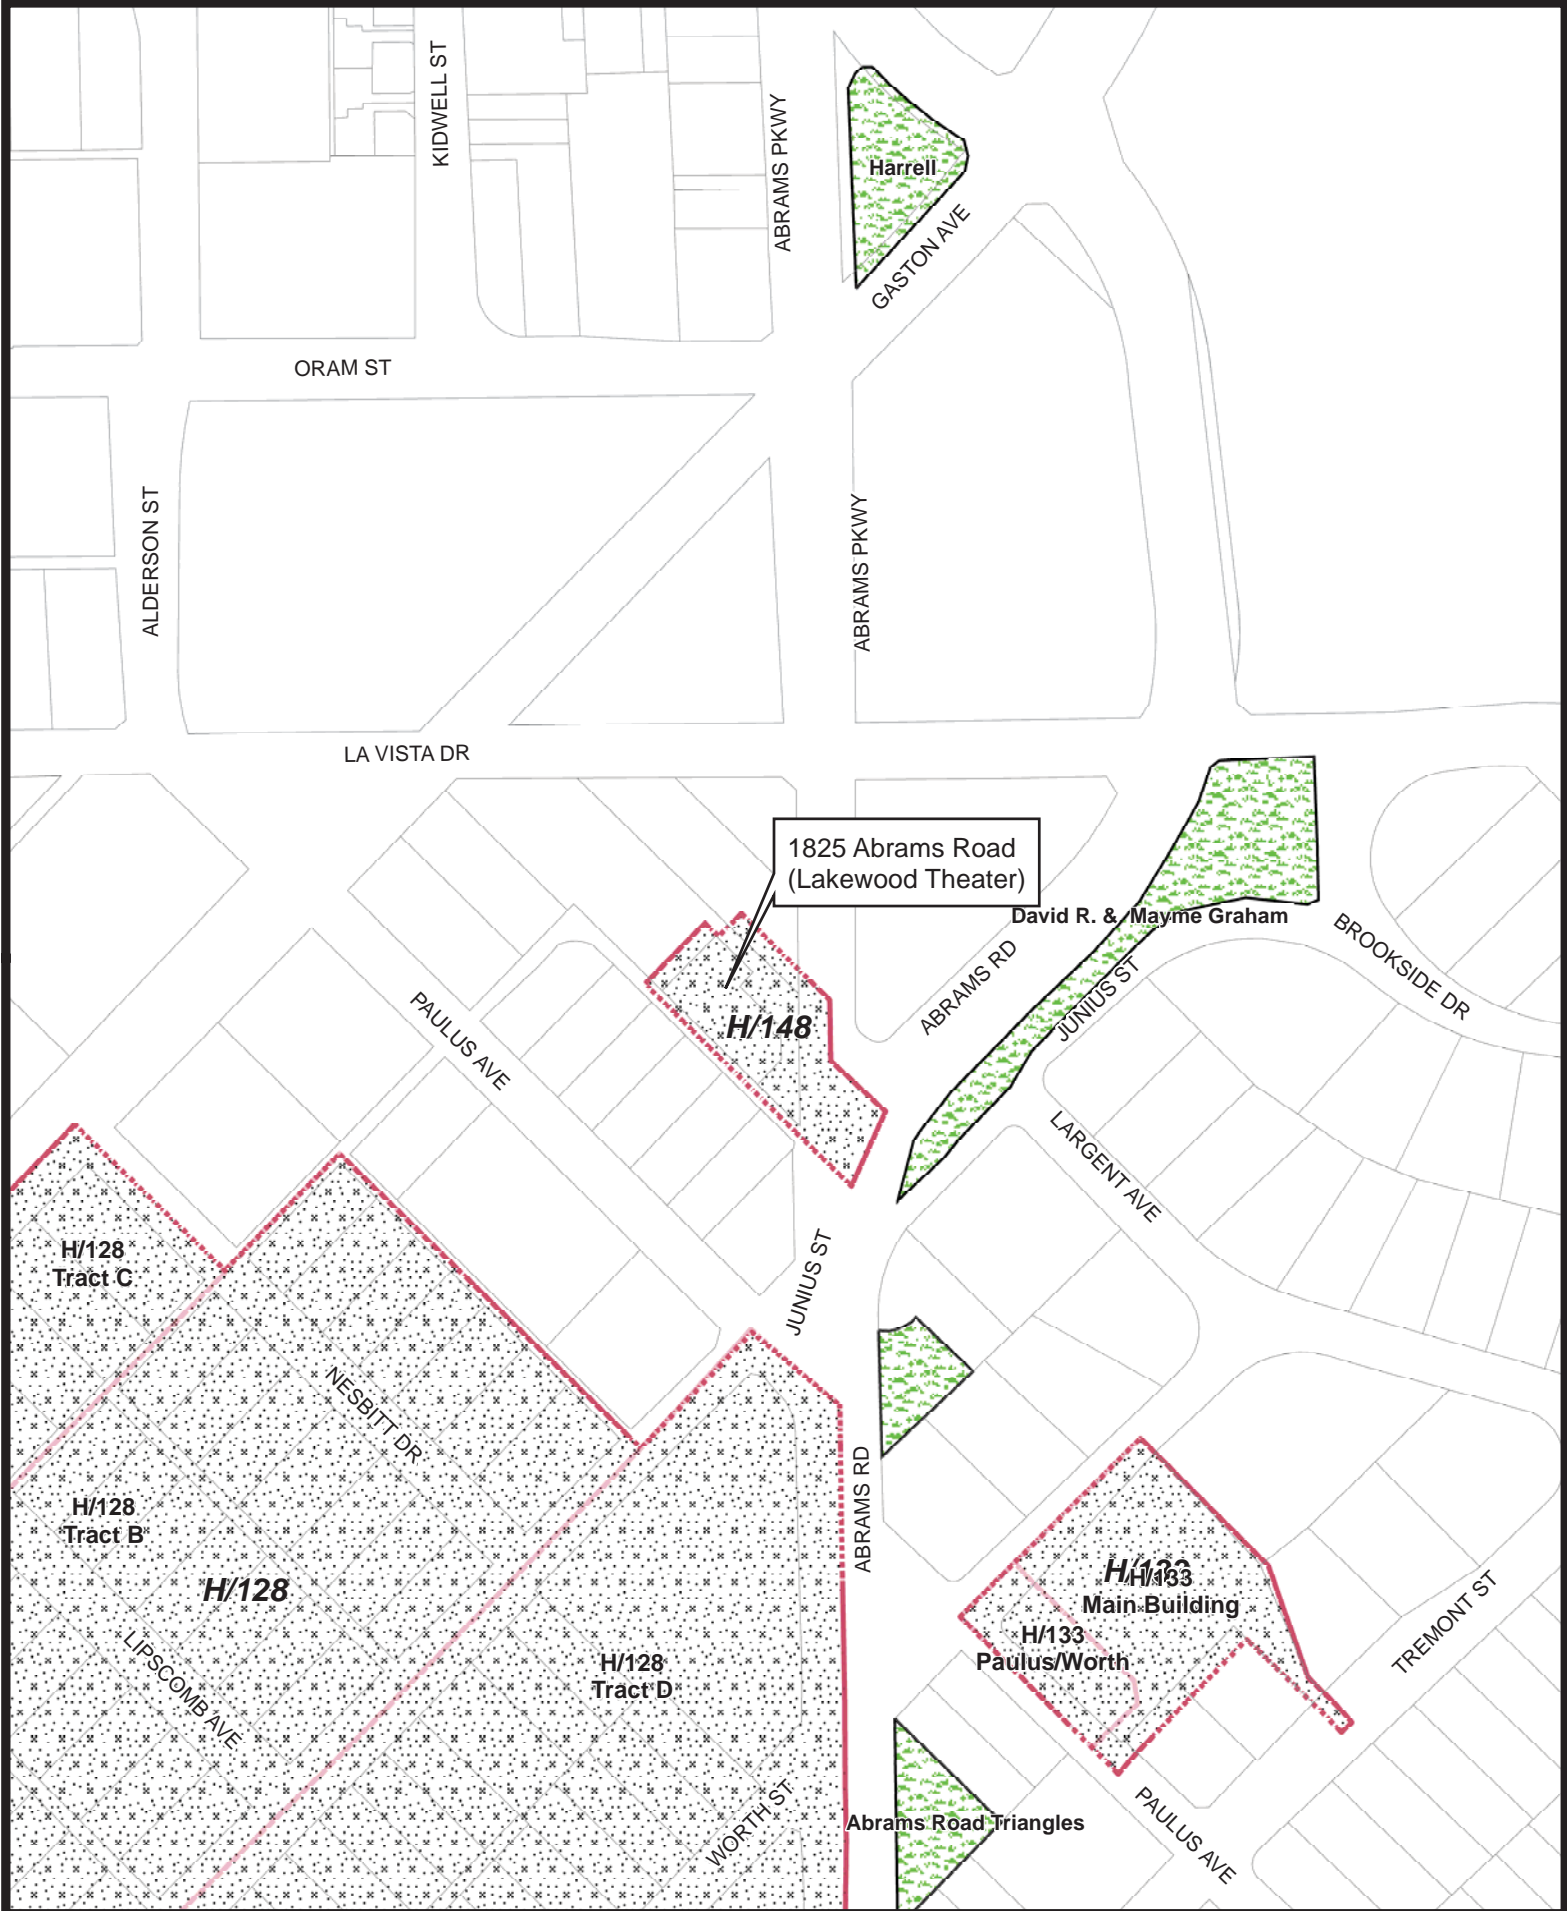 KIDWELL ST
ABRAMS PKWY
Harrell
GASTON AVE
ORAM ST
ALDERSON ST
ABRAMS PKWY
LA VISTA DR
1825 Abrams Road
(Lakewood Theater)
David R. & Mayme Graham
BROOKSIDE DR
ABRAMS RD
JUNIUS ST
PAULUS AVE
H/148
LARGENT AVE
H/128
Tract C
JUNIUS ST
NESBITT DR
ABRAMS RD
H/128
Tract B
H/128
H/133
Main Building
TREMONT ST
H/133
Paulus/Worth
LIPSCOMB AVE
H/128
Tract D
WORTH ST
Abrams Road Triangles
PAULUS AVE